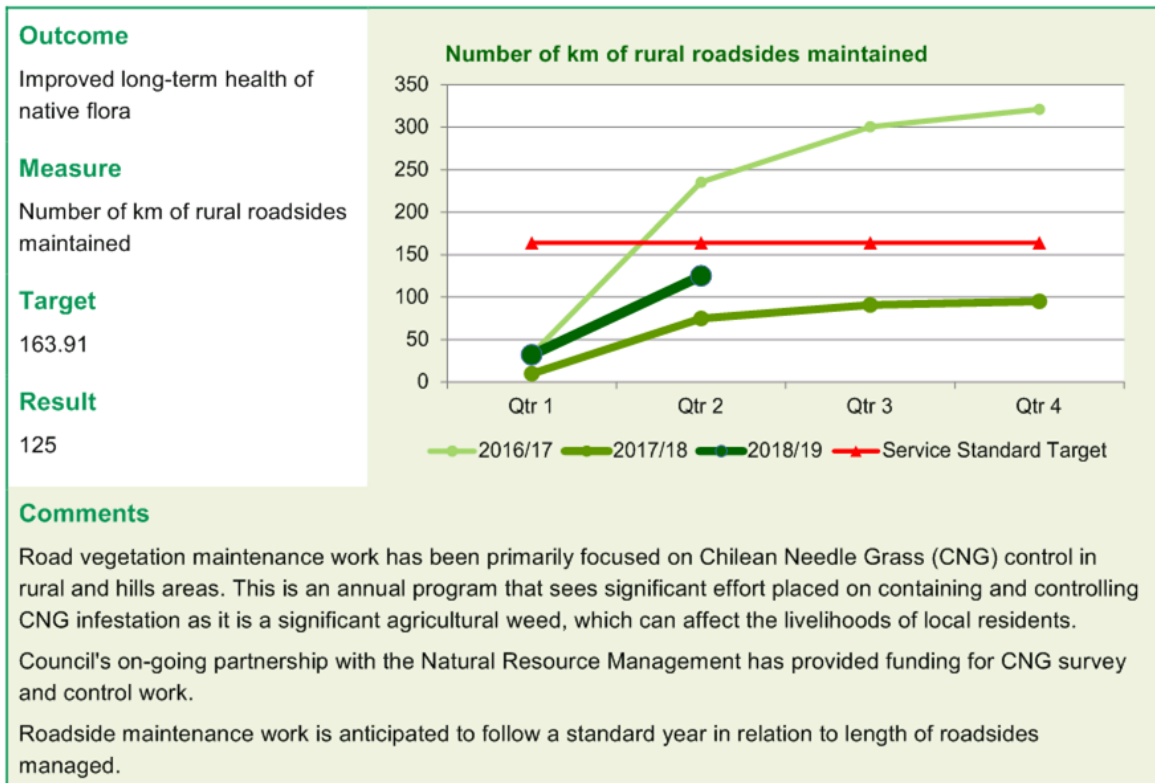 Outcome
Improved long-term health of
native flora
Measure
Number of km of rural roadsides
maintained
Target
163.91
Result
125
Number of km of rural roadsides maintained
350
300
250
200
150
100
50
0
Qtr 1 Qtr 2 Qtr 3 Qtr 4
2016/17 2017/18 2018/19 Service Standard Target
Comments
Road vegetation maintenance work has been primarily focused on Chilean Needle Grass (CNG) control in
rural and hills areas. This is an annual program that sees significant effort placed on containing and controlling
CNG infestation as it is a significant agricultural weed, which can affect the livelihoods of local residents.
Council's on-going partnership with the Natural Resource Management has provided funding for CNG survey
and control work.
Roadside maintenance work is anticipated to follow a standard year in relation to length of roadsides
managed.